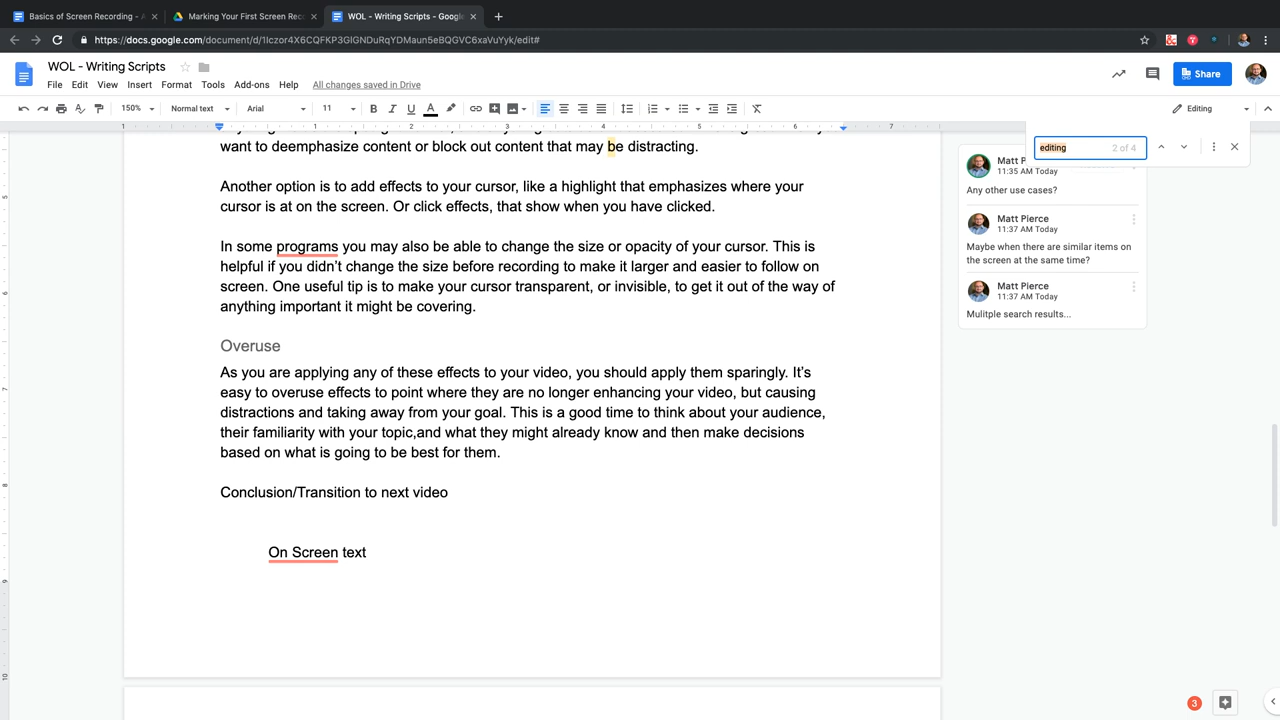 Basics of Screen Recording - A
Marking Your First Screen Reco
WOL - Writing Scripts - Google
https://docs.google.com/document/d/1Iczor4X6CQFKP3GlGNDuRqYDMaun5eBQGVC6xaVuYyk/edit#
WOL - Writing Scripts
File Edit View Insert Format Tools Add-ons Help All changes saved in Drive
Share
150% Normal text Arial 11 Editing
editing 2 of 4
want to deemphasize content or block out content that may be distracting.
Another option is to add effects to your cursor, like a highlight that emphasizes where your
cursor is at on the screen. Or click effects, that show when you have clicked.
In some programs you may also be able to change the size or opacity of your cursor. This is
helpful if you didn't change the size before recording to make it larger and easier to follow on
screen. One useful tip is to make your cursor transparent, or invisible, to get it out of the way of
anything important it might be covering.
Overuse
As you are applying any of these effects to your video, you should apply them sparingly. It's
easy to overuse effects to point where they are no longer enhancing your video, but causing
distractions and taking away from your goal. This is a good time to think about your audience,
their familiarity with your topic,and what they might already know and then make decisions
based on what is going to be best for them.
Conclusion/Transition to next video
On Screen text
Matt P
11:35 AM Today
Any other use cases?
Matt Pierce
11:37 AM Today
Maybe when there are similar items on
the screen at the same time?
Matt Pierce
11:37 AM Today
Mulitple search results...
3